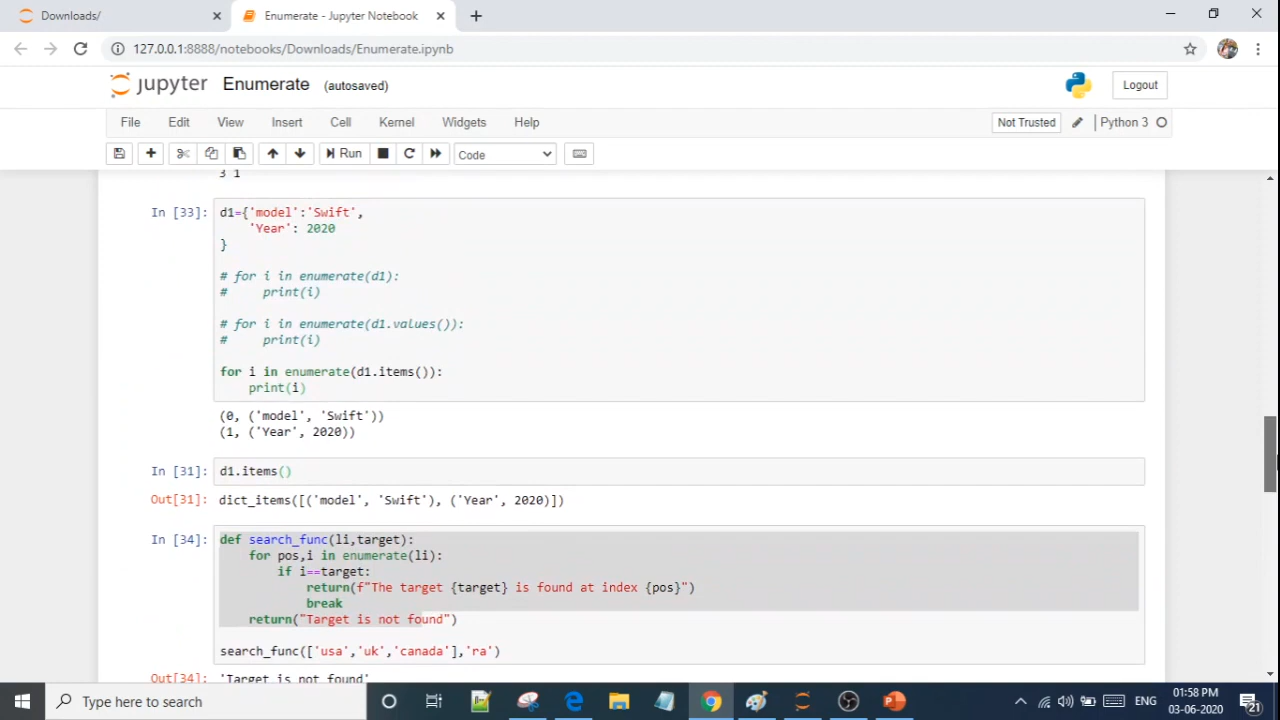 Downloads/
Enumerate - Jupyter Notebook
127.0.0.1:8888/notebooks/Downloads/Enumerate.ipynb
jupyter Enumerate (autosaved)
Logout
File Edit View Insert Cell Kernel Widgets Help
Not Trusted
Python 3
Run
Code
3 1
In [33]: d1={'model':'Swift',
'Year': 2020
}
# for i in enumerate(d1):
#     print(i)
# for i in enumerate(d1.values()):
#     print(i)
for i in enumerate(d1.items()):
    print(i)
(0, ('model', 'Swift'))
(1, ('Year', 2020))
In [31]: d1.items()
Out[31]: dict_items([('model', 'Swift'), ('Year', 2020)])
In [34]: def search_func(li,target):
    for pos,i in enumerate(li):
        if i==target:
            return(f"The target {target} is found at index {pos}")
            break
    return("Target is not found")
search_func(['usa','uk','canada'],'ra')
Out[34]: 'Target is not found'
Type here to search
ENG
01:58 PM
03-06-2020
21